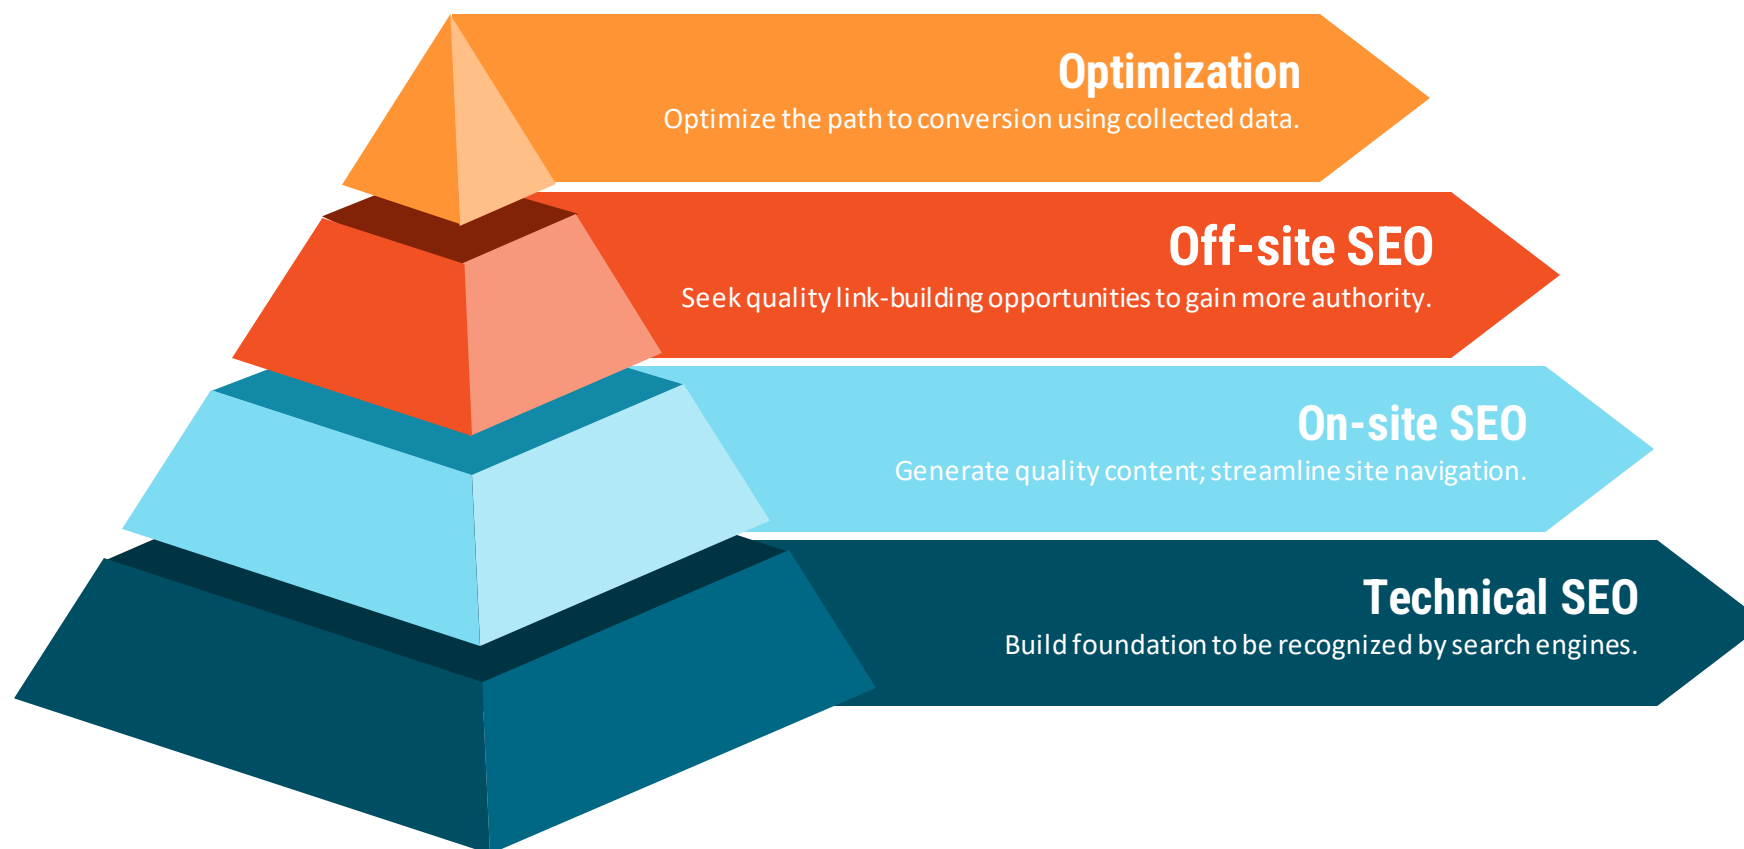 Optimization
Optimize the path to conversion using collected data.
Off-site SEO
Seek quality link-building opportunities to gain more authority.
On-site SEO
Generate quality content; streamline site navigation.
Technical SEO
Build foundation to be recognized by search engines.